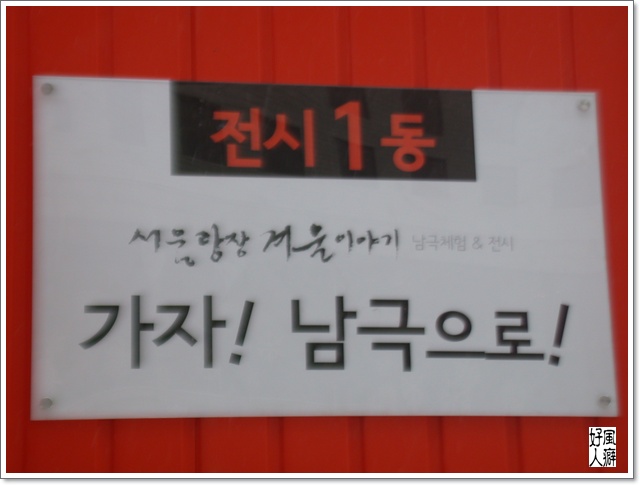 전시 1 동
서울광장 겨울이야기 남극체험 & 전시
가자! 남극으로!
好風
人癖